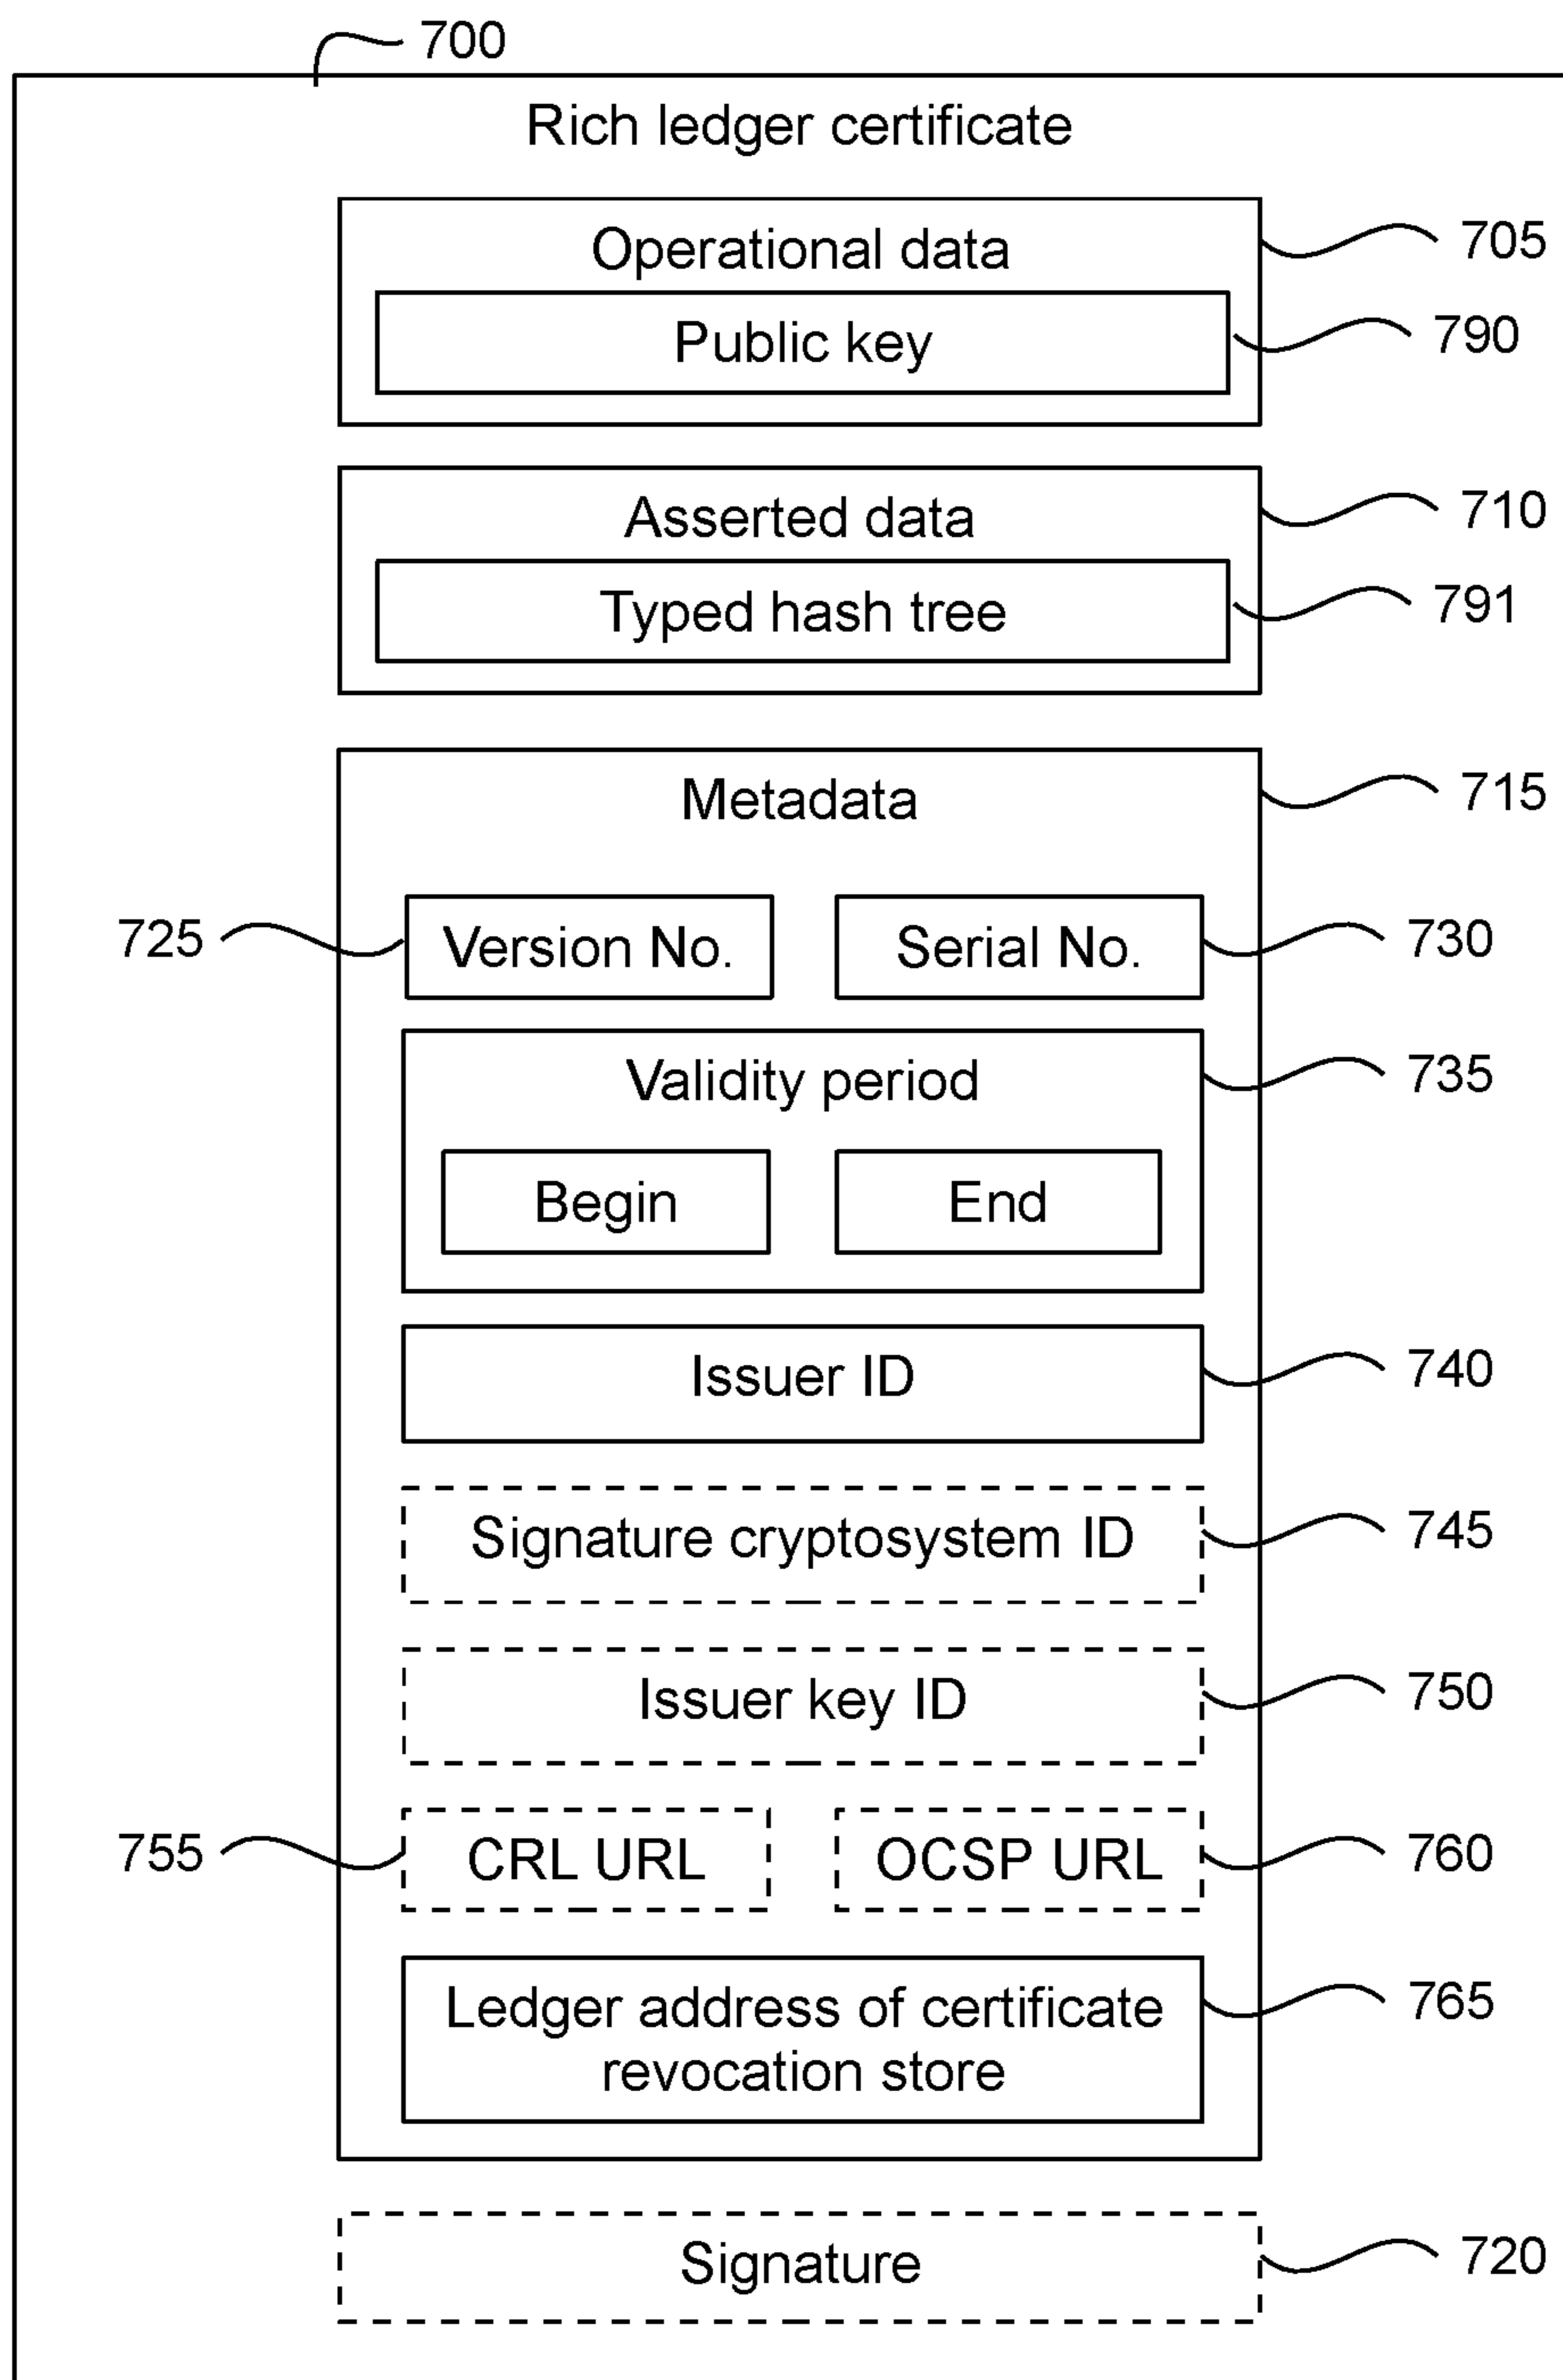 700
Rich ledger certificate
Operational data
705
Public key
790
Asserted data
710
Typed hash tree
791
Metadata
715
725
Version No.
Serial No.
730
Validity period
735
Begin
End
Issuer ID
740
Signature cryptosystem ID
745
Issuer key ID
750
755
CRL URL
OCSP URL
760
Ledger address of certificate
revocation store
765
Signature
720